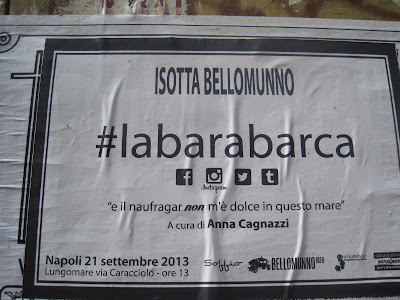 ISOTTA BELLOMUNNO
#labarabarca
Instagram
"e il naufragar non m'è dolce in questo mare"
A cura di Anna Cagnazzi
Napoli 21 settembre 2013
Lungomare via Caracciolo - ore 13
BELLOMUNNO